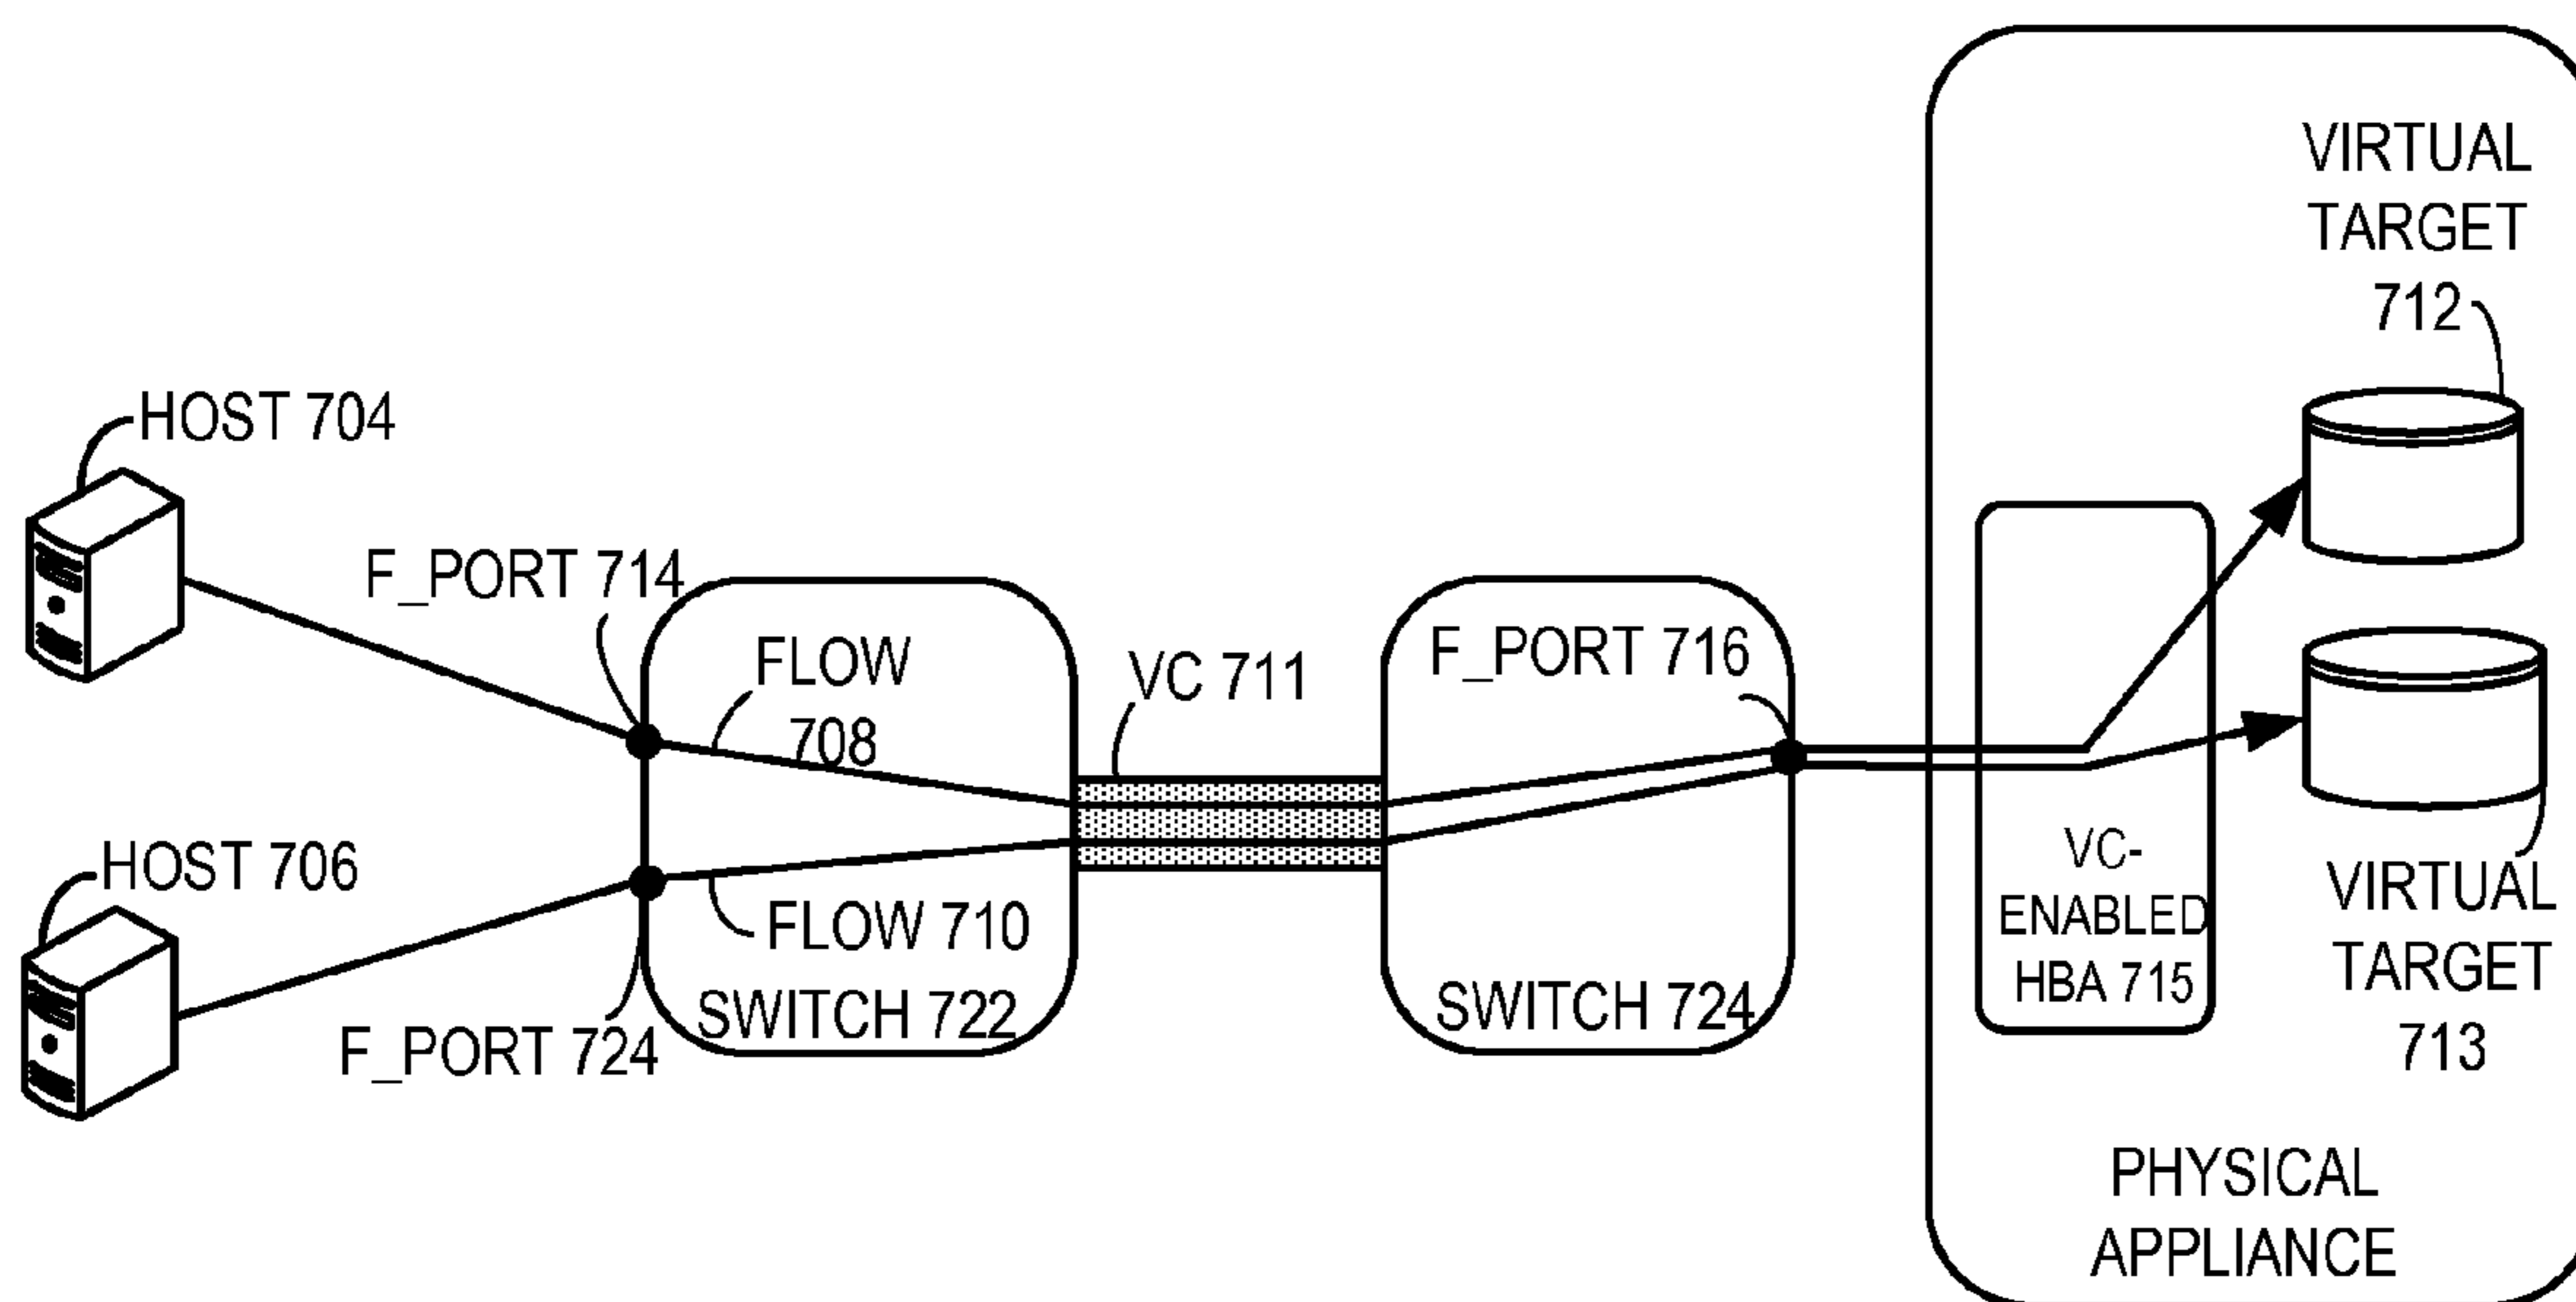 VIRTUAL
TARGET
712
HOST 704
F_PORT 714
FLOW
708
VC 711
F_PORT 716
HOST 706
F_PORT 724
FLOW 710
SWITCH 722
SWITCH 724
VC-
ENABLED
HBA 715
VIRTUAL
TARGET
713
PHYSICAL
APPLIANCE